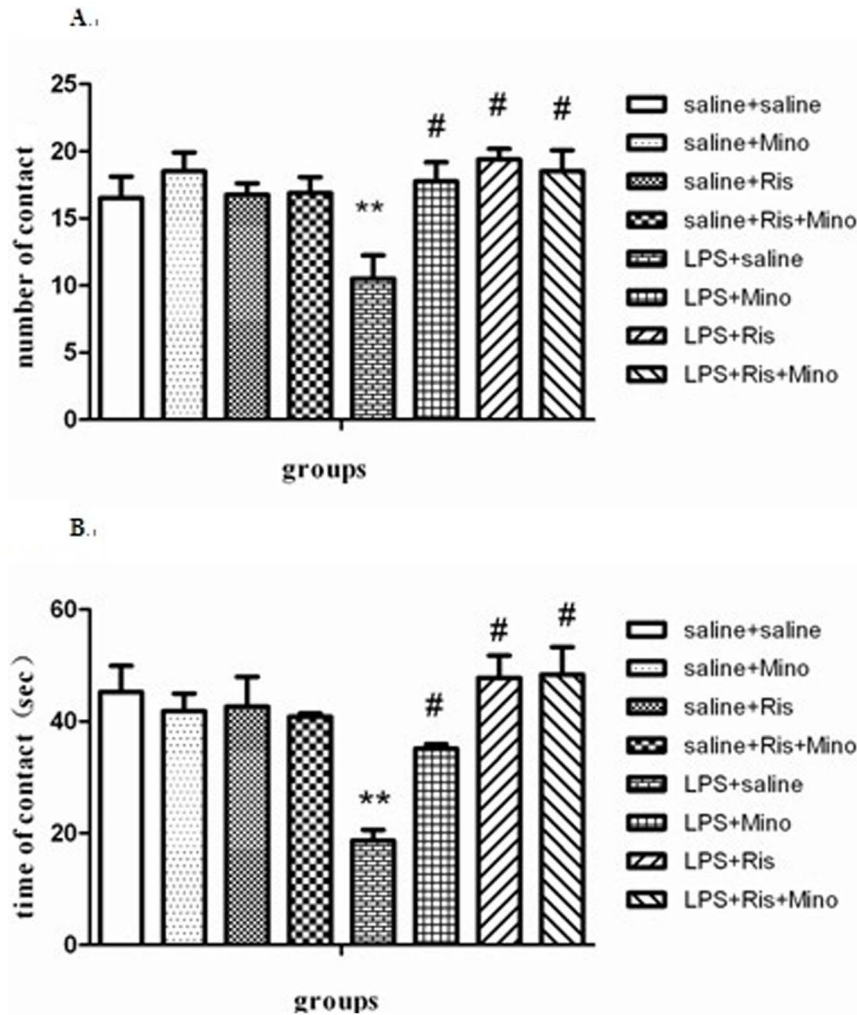 A.
number of contact
25
20
15
10
5
0
** # # #
groups
saline+saline
saline+Mino
saline+Ris
saline+Ris+Mino
LPS+saline
LPS+Mino
LPS+Ris
LPS+Ris+Mino
B.
time of contact（sec）
60
40
20
0
** # # #
groups
saline+saline
saline+Mino
saline+Ris
saline+Ris+Mino
LPS+saline
LPS+Mino
LPS+Ris
LPS+Ris+Mino